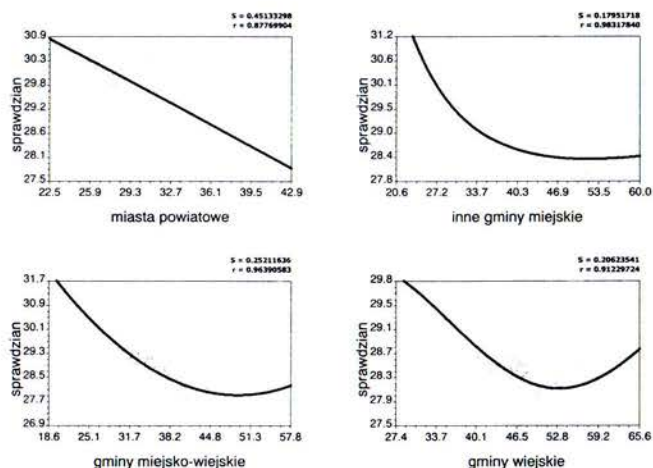 S = 0.45133298
r = 0.87769904
30.9
30.3
29.8
29.2
28.6
28.1
27.5
sprawdzian
22.5 25.9 29.3 32.7 36.1 39.5 42.9
miasta powiatowe
S = 0.17951718
r = 0.98317840
31.2
30.6
30.1
29.5
29.0
28.4
27.8
sprawdzian
20.6 27.2 33.7 40.3 46.9 53.5 60.0
inne gminy miejskie
S = 0.25211636
r = 0.96390583
31.7
30.9
30.1
29.3
28.5
27.7
26.9
sprawdzian
18.6 25.1 31.7 38.2 44.8 51.3 57.8
gminy miejsko-wiejskie
S = 0.20623541
r = 0.91229724
29.8
29.5
29.1
28.7
28.3
27.9
27.5
sprawdzian
27.4 33.7 40.1 46.5 52.8 59.2 65.6
gminy wiejskie